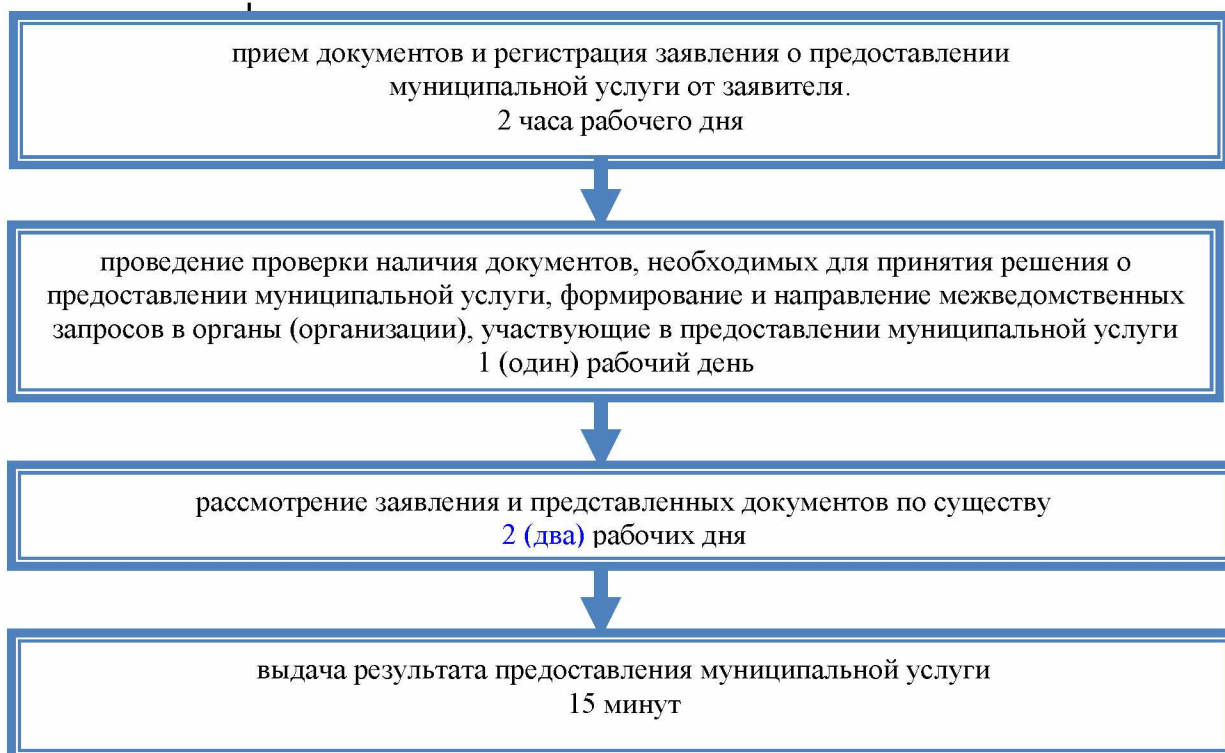 прием документов и регистрация заявления о предоставлении
муниципальной услуги от заявителя.
2 часа рабочего дня
проведение проверки наличия документов, необходимых для принятия решения о
предоставлении муниципальной услуги, формирование и направление межведомственных
запросов в органы (организации), участвующие в предоставлении муниципальной услуги
1 (один) рабочий день
рассмотрение заявления и представленных документов по существу
2 (два) рабочих дня
выдача результата предоставления муниципальной услуги
15 минут